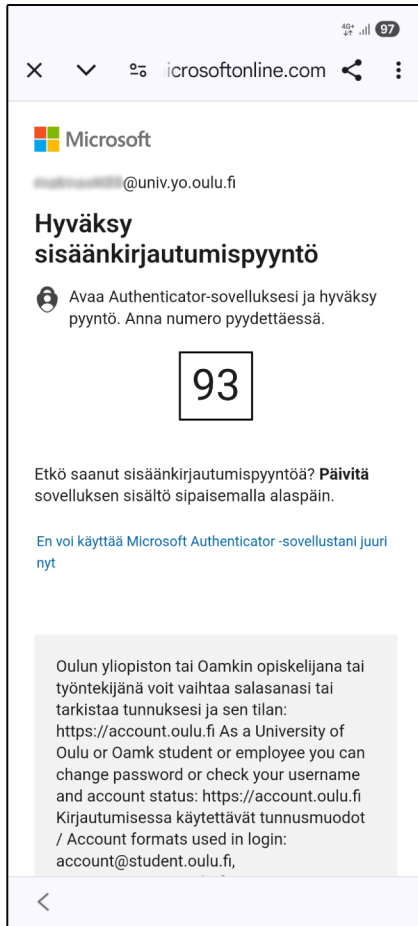 4G+
97
icrosoftonline.com
Microsoft
@univ.yo.oulu.fi
Hyväksy
sisäänkirjautumispyyntö
Avaa Authenticator-sovelluksesi ja hyväksy
pyyntö. Anna numero pyydettäessä.
93
Etkö saanut sisäänkirjautumispyyntöä? Päivitä
sovelluksen sisältö sipaisemalla alaspäin.
En voi käyttää Microsoft Authenticator -sovellustani juuri
nyt
Oulun yliopiston tai Oamkin opiskelijana tai
työntekijänä voit vaihtaa salasanasi tai
tarkistaa tunnuksesi ja sen tilan:
https://account.oulu.fi As a University of
Oulu or Oamk student or employee you can
change password or check your username
and account status: https://account.oulu.fi
Kirjautumisessa käytettävät tunnusmuodot
/ Account formats used in login:
account@student.oulu.fi,